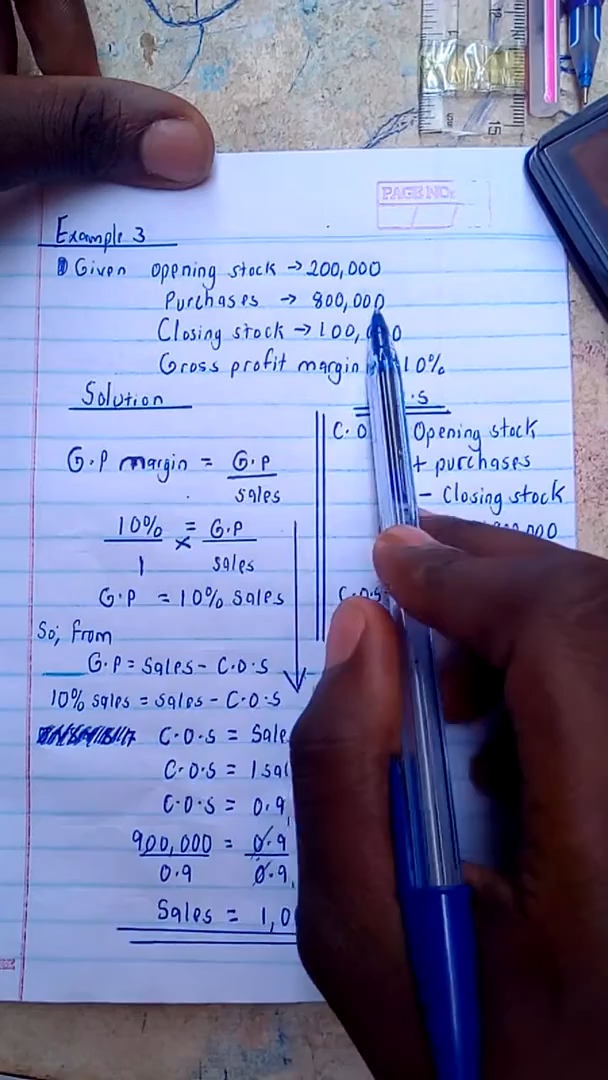 PAGE NO:
Example 3
Given opening stock → 200,000
Purchases → 800,000
Closing stock → 100,
Gross profit margin 10%
Solution
G.P margin = G.P
sales
10% = G.P
1 × sales
G.P = 10% sales
So, from
G.P = Sales - C.O.S
10% sales = sales - C.O.S
C.O.S =
C.O.S = 1
C.O.S = 0.9
900,000 = 0.9
0.9 0.9
Sales = 1,0
Opening stock
+ purchases
- Closing stock
C.O.S